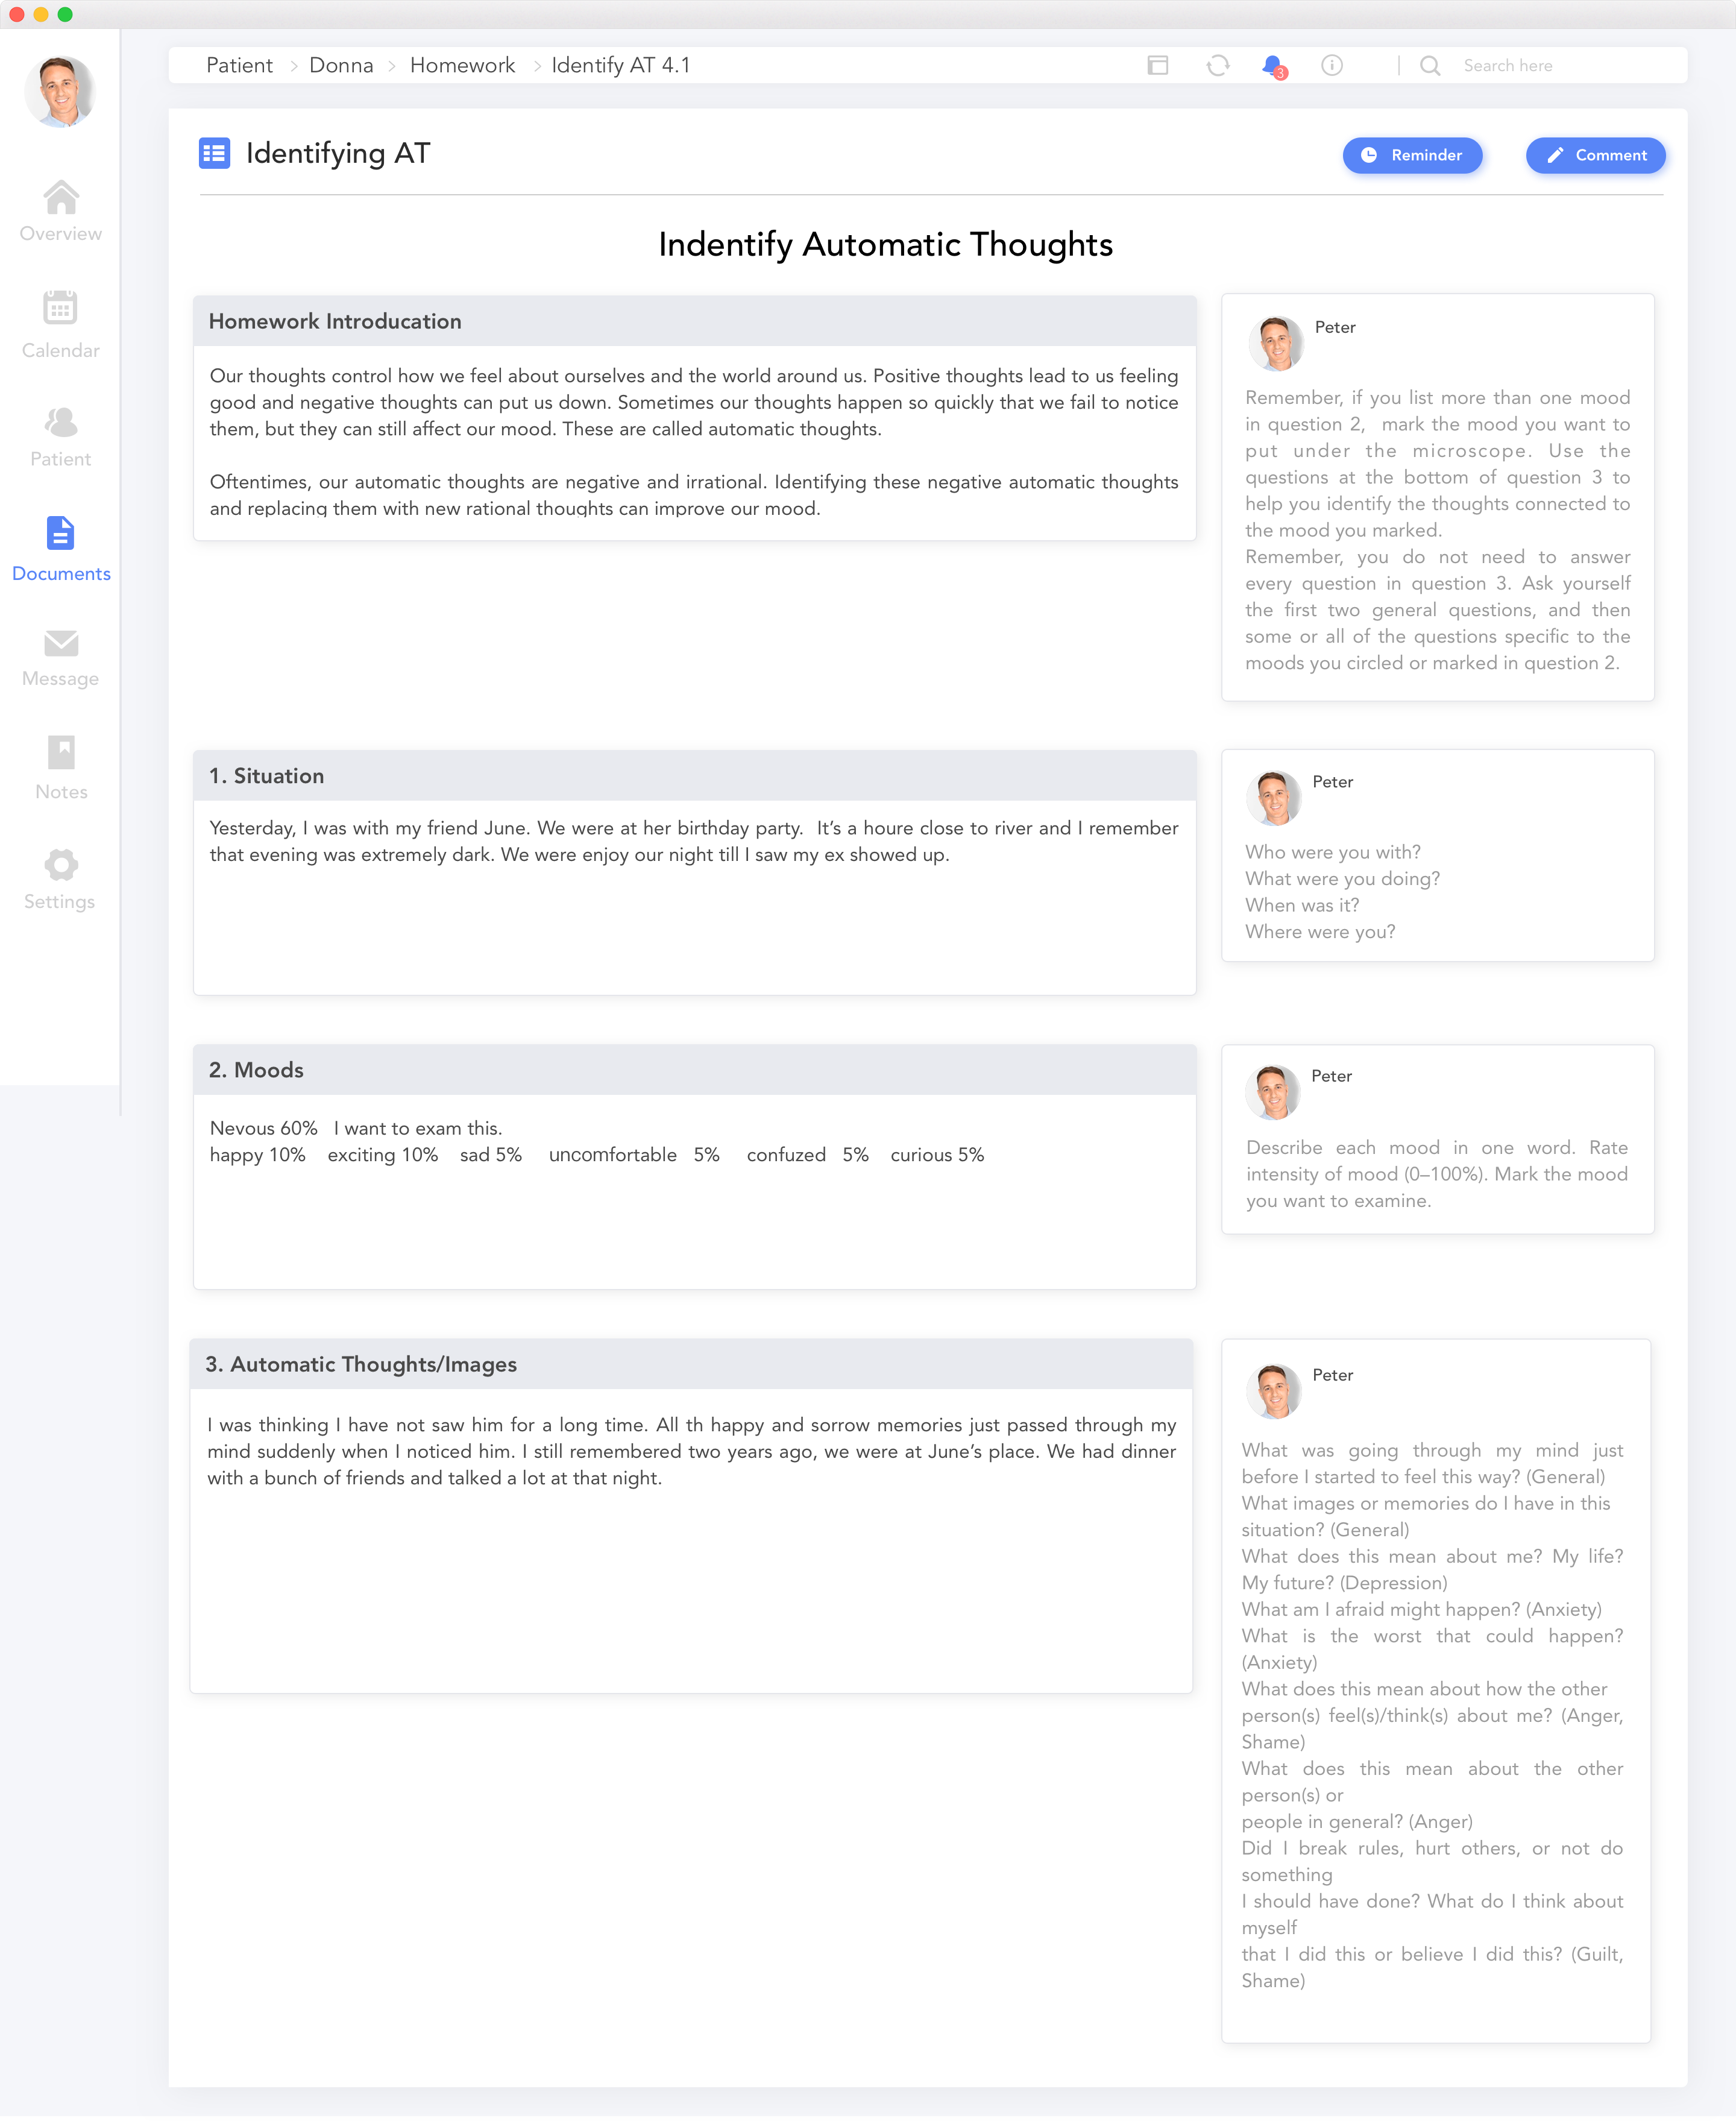 Patient > Donna > Homework > Identify AT 4.1
3
Search here
Overview
Calendar
Patient
Documents
Message
Notes
Settings
Identifying AT
Reminder
Comment
Indentify Automatic Thoughts
Homework Introducation
Our thoughts control how we feel about ourselves and the world around us. Positive thoughts lead to us feeling
good and negative thoughts can put us down. Sometimes our thoughts happen so quickly that we fail to notice
them, but they can still affect our mood. These are called automatic thoughts.
Oftentimes, our automatic thoughts are negative and irrational. Identifying these negative automatic thoughts
and replacing them with new rational thoughts can improve our mood.
Peter
Remember, if you list more than one mood
in question 2, mark the mood you want to
put under the microscope. Use the
questions at the bottom of question 3 to
help you identify the thoughts connected to
the mood you marked.
Remember, you do not need to answer
every question in question 3. Ask yourself
the first two general questions, and then
some or all of the questions specific to the
moods you circled or marked in question 2.
1. Situation
Yesterday, I was with my friend June. We were at her birthday party. It's a houre close to river and I remember
that evening was extremely dark. We were enjoy our night till I saw my ex showed up.
Peter
Who were you with?
What were you doing?
When was it?
Where were you?
2. Moods
Nevous 60% I want to exam this.
happy 10% exciting 10% sad 5% uncomfortable 5% confuzed 5% curious 5%
Peter
Describe each mood in one word. Rate
intensity of mood (0–100%). Mark the mood
you want to examine.
3. Automatic Thoughts/Images
I was thinking I have not saw him for a long time. All th happy and sorrow memories just passed through my
mind suddenly when I noticed him. I still remembered two years ago, we were at June's place. We had dinner
with a bunch of friends and talked a lot at that night.
Peter
What was going through my mind just
before I started to feel this way? (General)
What images or memories do I have in this
situation? (General)
What does this mean about me? My life?
My future? (Depression)
What am I afraid might happen? (Anxiety)
What is the worst that could happen?
(Anxiety)
What does this mean about how the other
person(s) feel(s)/think(s) about me? (Anger,
Shame)
What does this mean about the other
person(s) or
people in general? (Anger)
Did I break rules, hurt others, or not do
something
I should have done? What do I think about
myself
that I did this or believe I did this? (Guilt,
Shame)